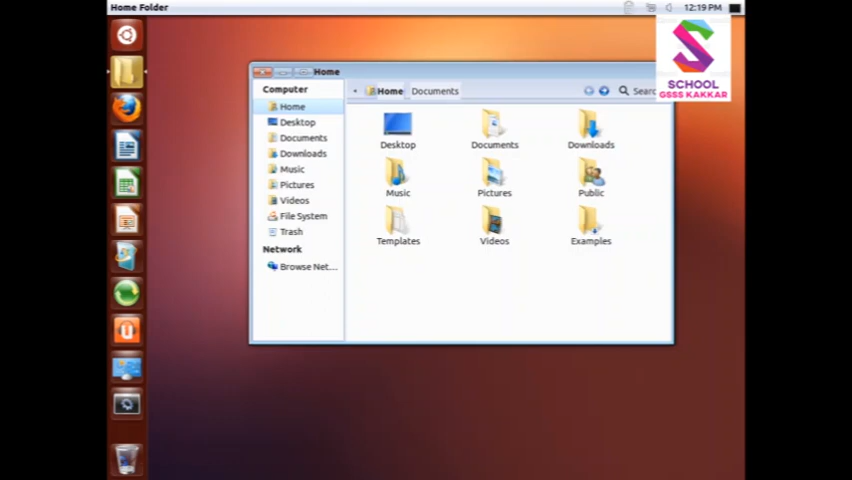 Home Folder
12:19 PM
SCHOOL
GSSS KAKKAR
Home
Computer
Home
Desktop
Documents
Downloads
Music
Pictures
Videos
File System
Trash
Network
Browse Net...
Home Documents
Desktop Documents Downloads
Music Pictures Public
Templates Videos Examples